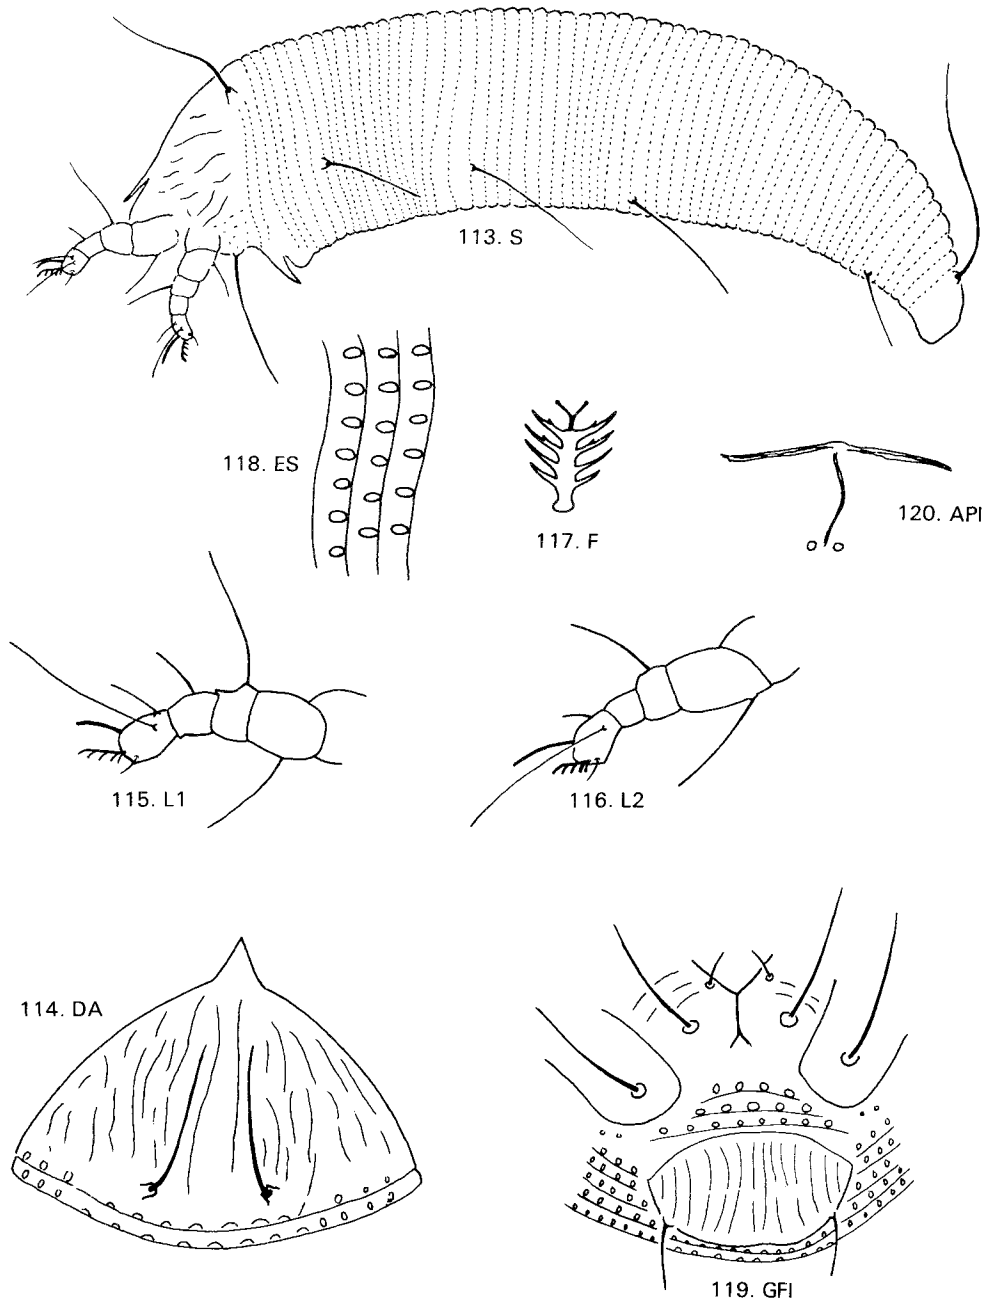 113. S
118. ES
117. F
120. API
115. L1
116. L2
114. DA
119. GFI